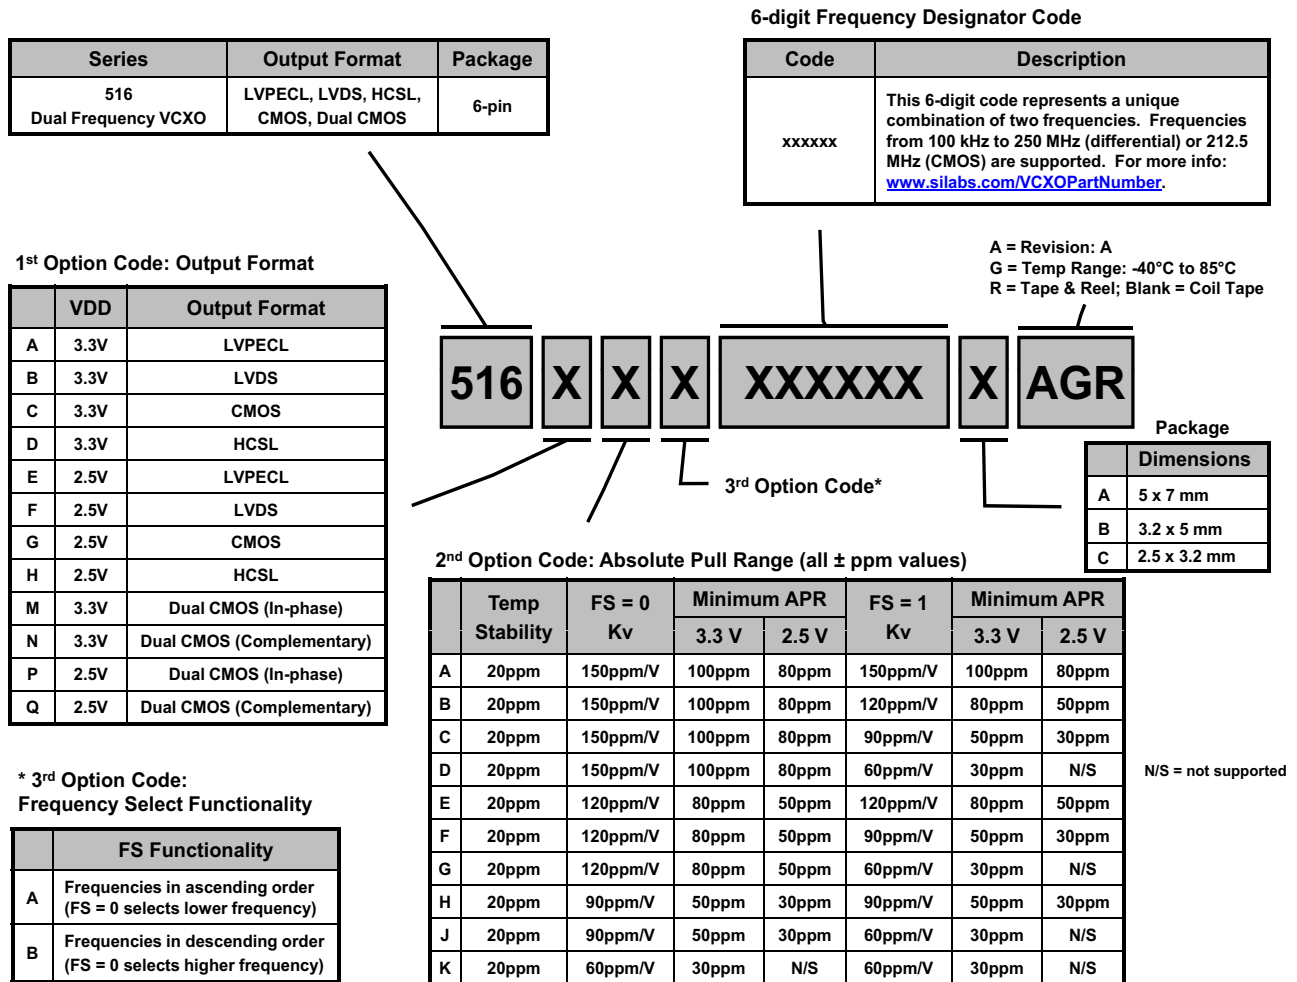 6-digit Frequency Designator Code
Series Output Format Package
516
Dual Frequency VCXO
LVPECL, LVDS, HCSL,
CMOS, Dual CMOS
6-pin
Code Description
xxxxxx
This 6-digit code represents a unique
combination of two frequencies. Frequencies
from 100 kHz to 250 MHz (differential) or 212.5
MHz (CMOS) are supported. For more info:
www.silabs.com/VCXOPartNumber.
A = Revision: A
G = Temp Range: -40°C to 85°C
R = Tape & Reel; Blank = Coil Tape
1st Option Code: Output Format
VDD Output Format
A 3.3V LVPECL
B 3.3V LVDS
C 3.3V CMOS
D 3.3V HCSL
E 2.5V LVPECL
F 2.5V LVDS
G 2.5V CMOS
H 2.5V HCSL
M 3.3V Dual CMOS (In-phase)
N 3.3V Dual CMOS (Complementary)
P 2.5V Dual CMOS (In-phase)
Q 2.5V Dual CMOS (Complementary)
516 X X X XXXXXX X AGR
3rd Option Code*
Package
Dimensions
A 5 x 7 mm
B 3.2 x 5 mm
C 2.5 x 3.2 mm
2nd Option Code: Absolute Pull Range (all ± ppm values)
Temp Stability FS = 0 Kv Minimum APR FS = 1 Kv Minimum APR
3.3 V 2.5 V 3.3 V 2.5 V
A 20ppm 150ppm/V 100ppm 80ppm 150ppm/V 100ppm 80ppm
B 20ppm 150ppm/V 100ppm 80ppm 120ppm/V 80ppm 50ppm
C 20ppm 150ppm/V 100ppm 80ppm 90ppm/V 50ppm 30ppm
D 20ppm 150ppm/V 100ppm 80ppm 60ppm/V 30ppm N/S
E 20ppm 120ppm/V 80ppm 50ppm 120ppm/V 80ppm 50ppm
F 20ppm 120ppm/V 80ppm 50ppm 90ppm/V 50ppm 30ppm
G 20ppm 120ppm/V 80ppm 50ppm 60ppm/V 30ppm N/S
H 20ppm 90ppm/V 50ppm 30ppm 90ppm/V 50ppm 30ppm
J 20ppm 90ppm/V 50ppm 30ppm 60ppm/V 30ppm N/S
K 20ppm 60ppm/V 30ppm N/S 60ppm/V 30ppm N/S
N/S = not supported
* 3rd Option Code:
Frequency Select Functionality
FS Functionality
A Frequencies in ascending order
(FS = 0 selects lower frequency)
B Frequencies in descending order
(FS = 0 selects higher frequency)